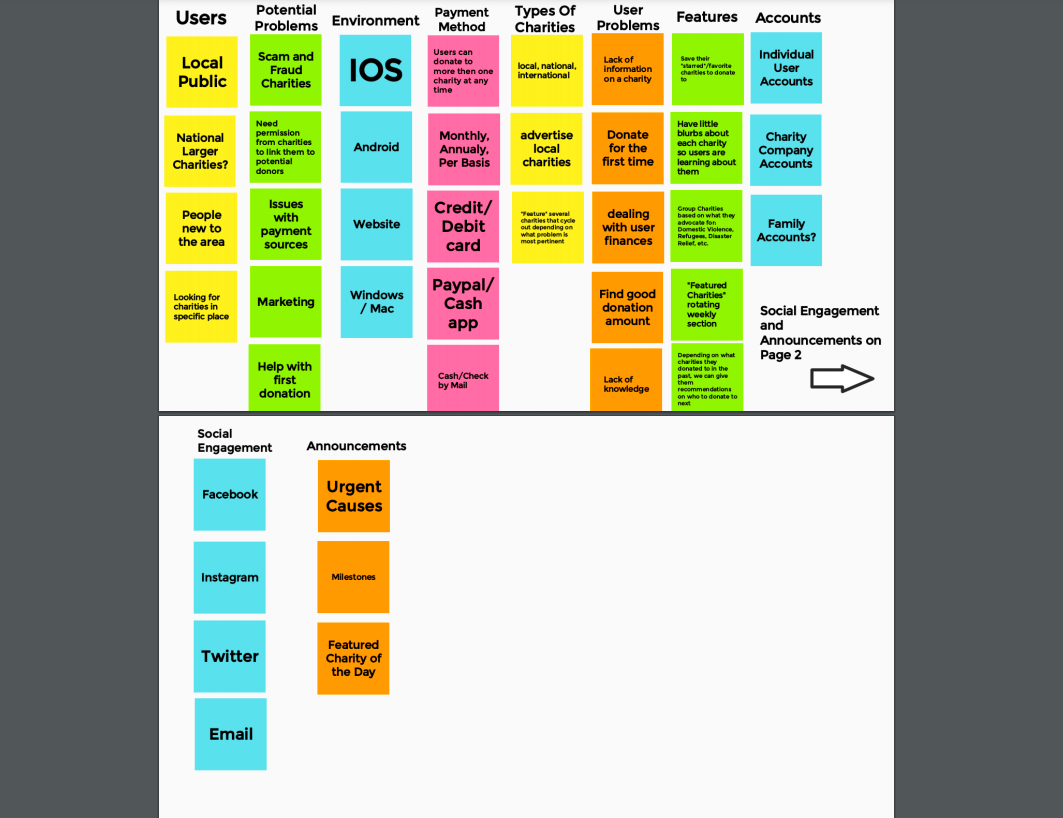 Users
Local
Public
National
Larger
Charities?
People
new to
the area
Looking for
charities in
specific place
Potential
Problems
Scam and
Fraud
Charities
Need
permission
from charities
to link them to
potential
donors
Issues
with
payment
sources
Marketing
Help with
first
donation
Environment
IOS
Android
Website
Windows
/ Mac
Payment
Method
Users can
donate to
more then one
charity at any
time
Monthly,
Annualy,
Per Basis
Credit/
Debit
card
Paypal/
Cash
app
Cash/Check
by Mail
Types Of
Charities
local, national,
international
advertise
local
charities
"Feature" several
charities that cycle
out depending on
what problem is
most pertinent
User
Problems
Lack of
information
on a charity
Donate
for the
first time
dealing
with user
finances
Find good
donation
amount
Lack of
knowledge
Features
Save their
"starred"/favorite
charities to donate
to
Have little
blurbs about
each charity
so users are
learning about
them
Group Charities
based on what they
advocate for:
Domestic Violence,
Refugees, Disaster
Relief, etc.
"Featured
Charities"
rotating
weekly
section
Depending on what
charities they
donated to in the
past, we can give
them
recommendations
on who to donate to
next
Accounts
Individual
User
Accounts
Charity
Company
Accounts
Family
Accounts?
Social Engagement
and
Announcements on
Page 2
Social
Engagement
Facebook
Instagram
Twitter
Email
Announcements
Urgent
Causes
Milestones
Featured
Charity of
the Day